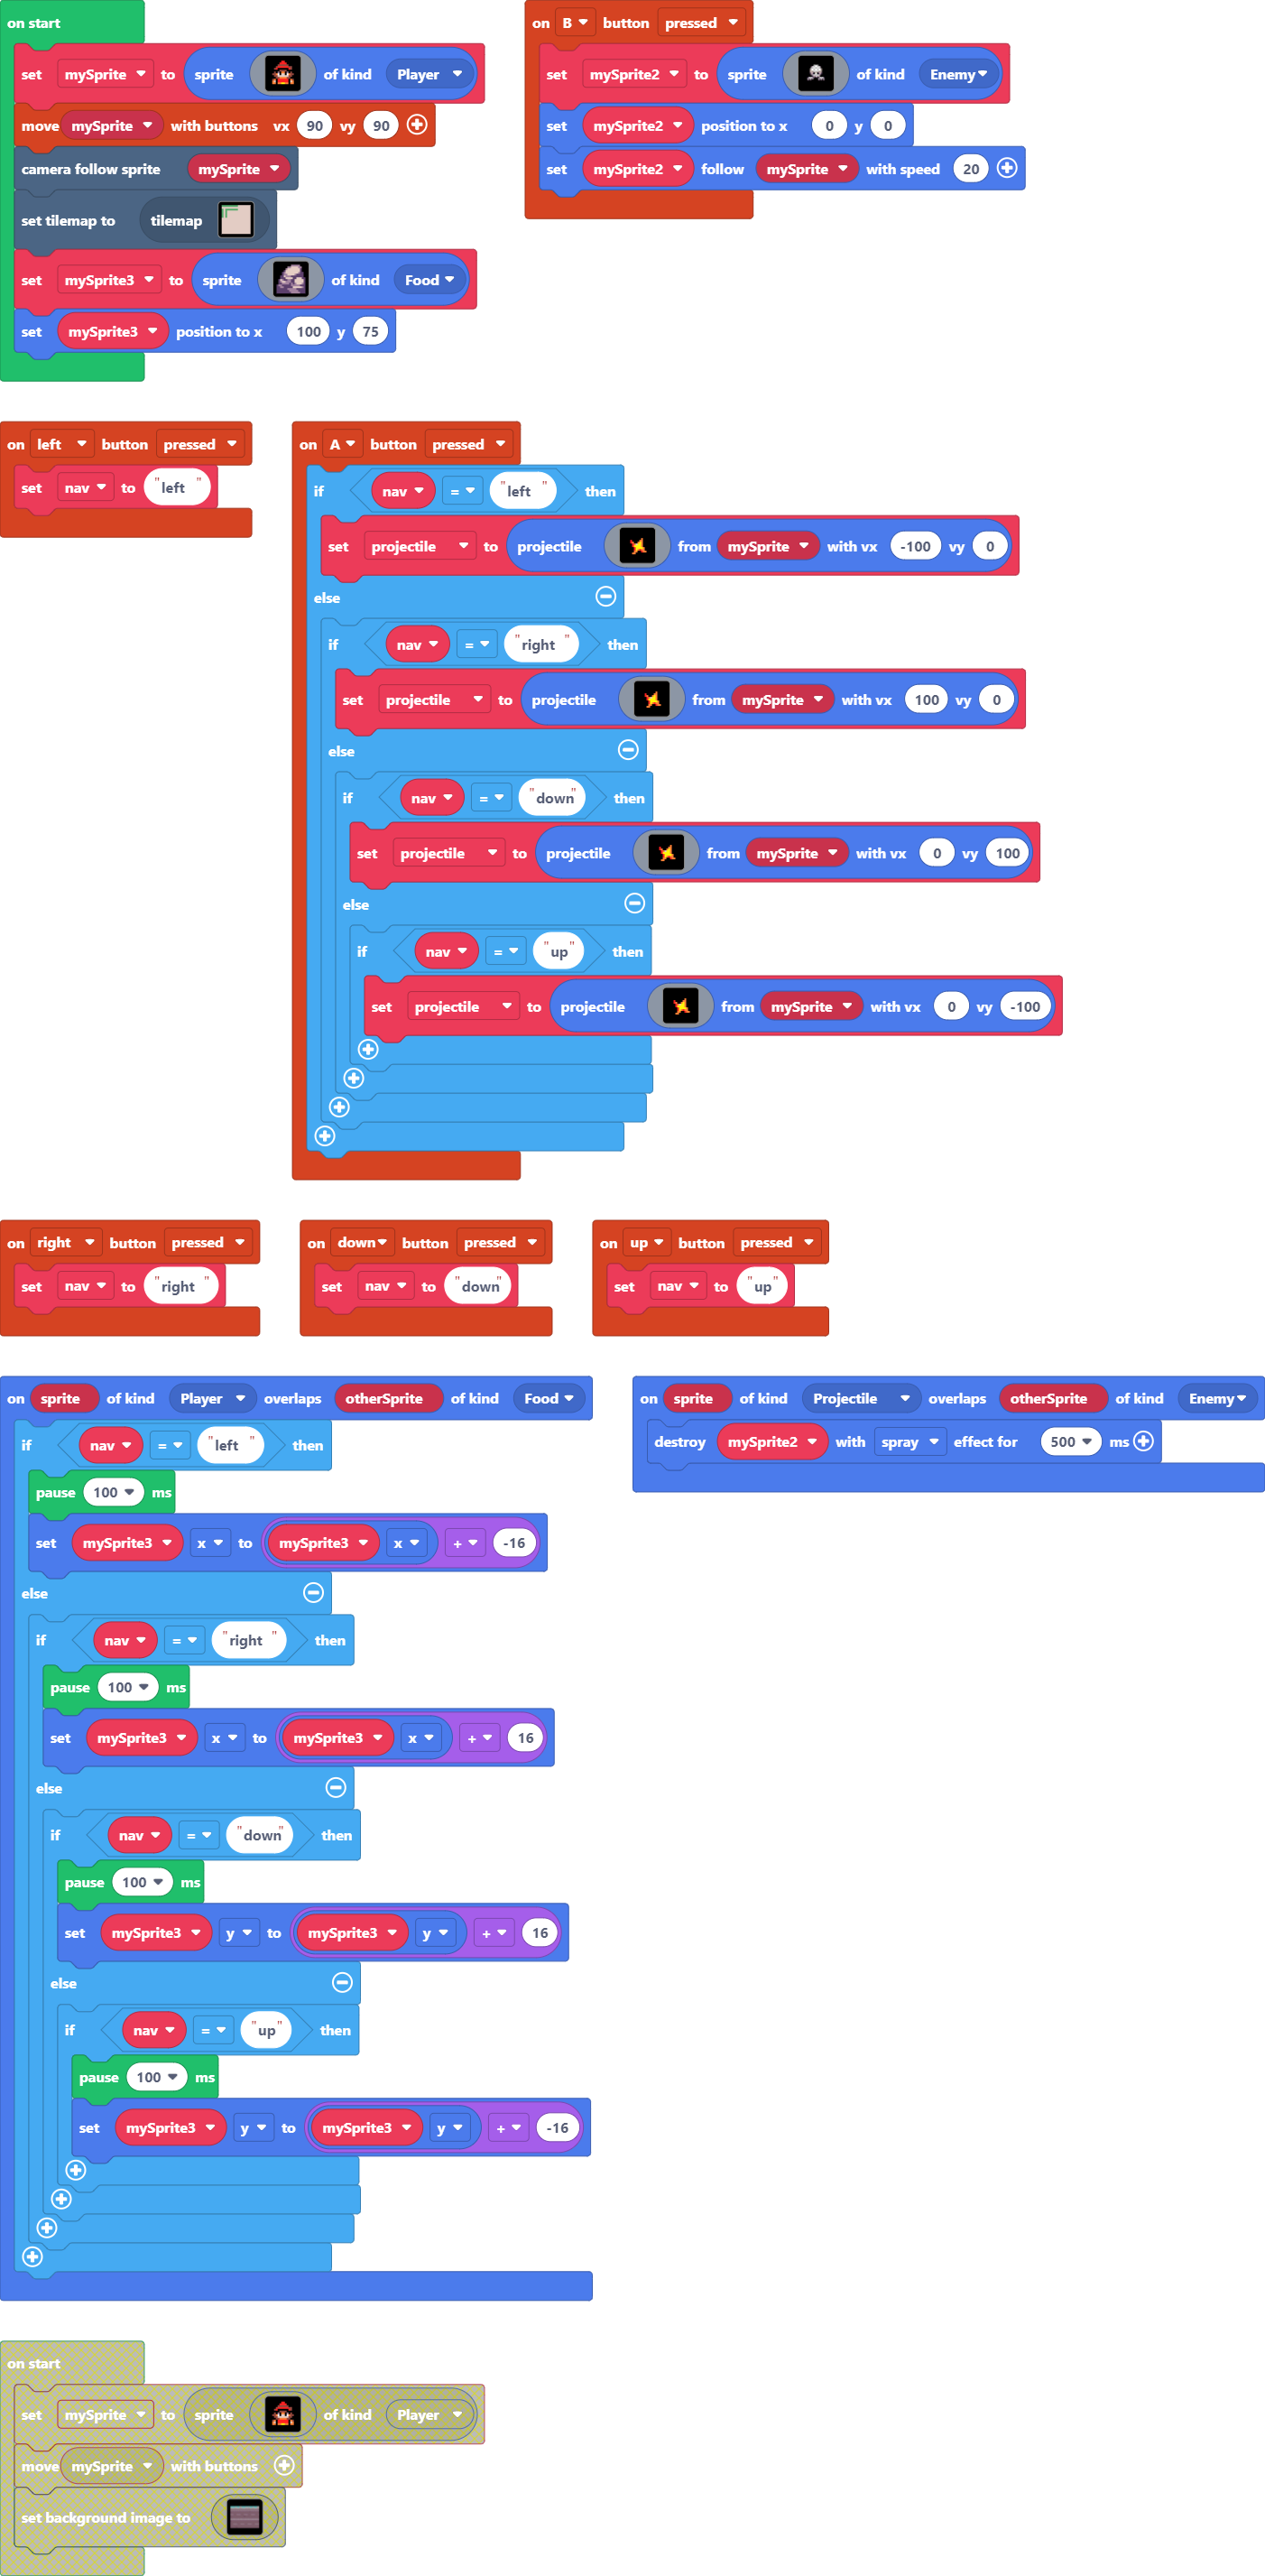 on start
set mySprite to sprite of kind Player
move mySprite with buttons vx 90 vy 90
camera follow sprite mySprite
set tilemap to tilemap
set mySprite3 to sprite of kind Food
set mySprite3 position to x 100 y 75
on B button pressed
set mySprite2 to sprite of kind Enemy
set mySprite2 position to x 0 y 0
set mySprite2 follow mySprite with speed 20
on left button pressed
set nav to "left"
on A button pressed
if nav = "left" then
set projectile to projectile from mySprite with vx -100 vy 0
else
if nav = "right" then
set projectile to projectile from mySprite with vx 100 vy 0
else
if nav = "down" then
set projectile to projectile from mySprite with vx 0 vy 100
else
if nav = "up" then
set projectile to projectile from mySprite with vx 0 vy -100
on right button pressed
set nav to "right"
on down button pressed
set nav to "down"
on up button pressed
set nav to "up"
on sprite of kind Player overlaps otherSprite of kind Food
if nav = "left" then
pause 100 ms
set mySprite3 x to mySprite3 x + -16
else
if nav = "right" then
pause 100 ms
set mySprite3 x to mySprite3 x + 16
else
if nav = "down" then
pause 100 ms
set mySprite3 y to mySprite3 y + 16
else
if nav = "up" then
pause 100 ms
set mySprite3 y to mySprite3 y + -16
on sprite of kind Projectile overlaps otherSprite of kind Enemy
destroy mySprite2 with spray effect for 500 ms
on start
set mySprite to sprite of kind Player
move mySprite with buttons
set background image to